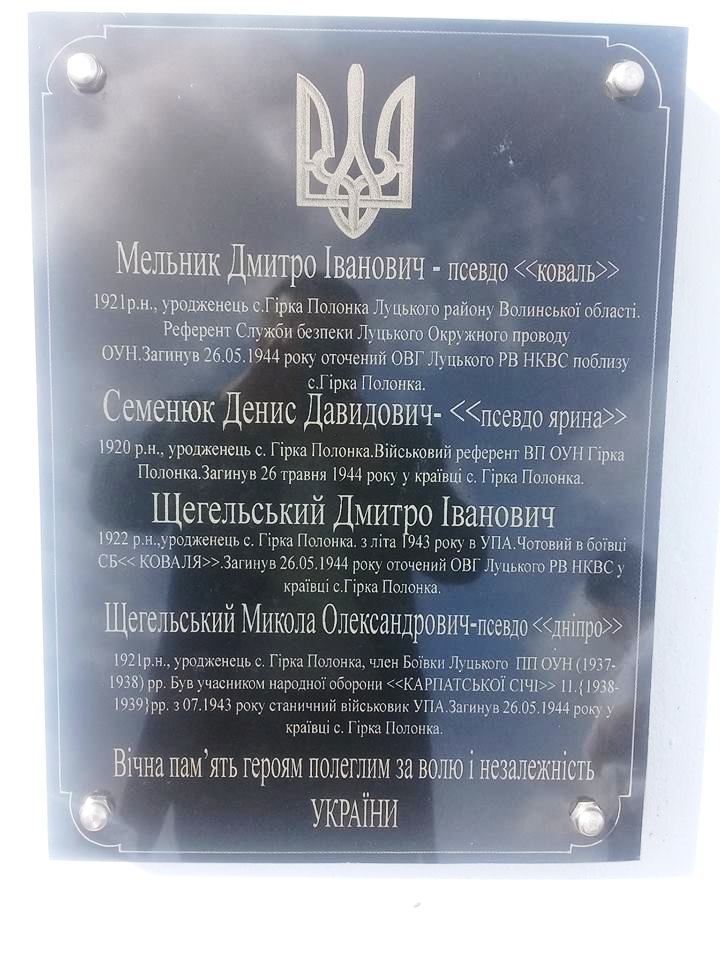 Мельник Дмитро Іванович - псевдо <<коваль>>
1921р.н., уродженець с.Гірка Полонка Луцького району Волинської області.
Референт Служби безпеки Луцького Окружного проводу
ОУН.Загинув 26.05.1944 року оточений ОВГ Луцького РВ НКВС поблизу
с.Гірка Полонка.
Семенюк Денис Давидович- <<псевдо ярина>>
1920 р.н., уродженець с. Гірка Полонка.Військовий референт ВП ОУН Гірка
Полонка.Загинув 26 травня 1944 року у краївці с. Гірка Полонка.
Щегельський Дмитро Іванович
1922 р.н.,уродженець с. Гірка Полонка. з літа 1943 року в УПА.Чотовий в боївці
СБ<< КОВАЛЯ>>.Загинув 26.05.1944 року оточений ОВГ Луцького РВ НКВС у
краївці с.Гірка Полонка.
Щегельський Микола Олександрович-псевдо <<дніпро>>
1921р.н., уродженець с. Гірка Полонка, член Боївки Луцького ПП ОУН (1937-
1938) рр. Був учасником народної оборони <<КАРПАТСЬКОЇ СІЧІ>> 11.{1938-
1939}рр. з 07.1943 року станичний військовик УПА.Загинув 26.05.1944 року у
краївці с. Гірка Полонка.
Вічна пам’ять героям полеглим за волю і незалежність
УКРАЇНИ